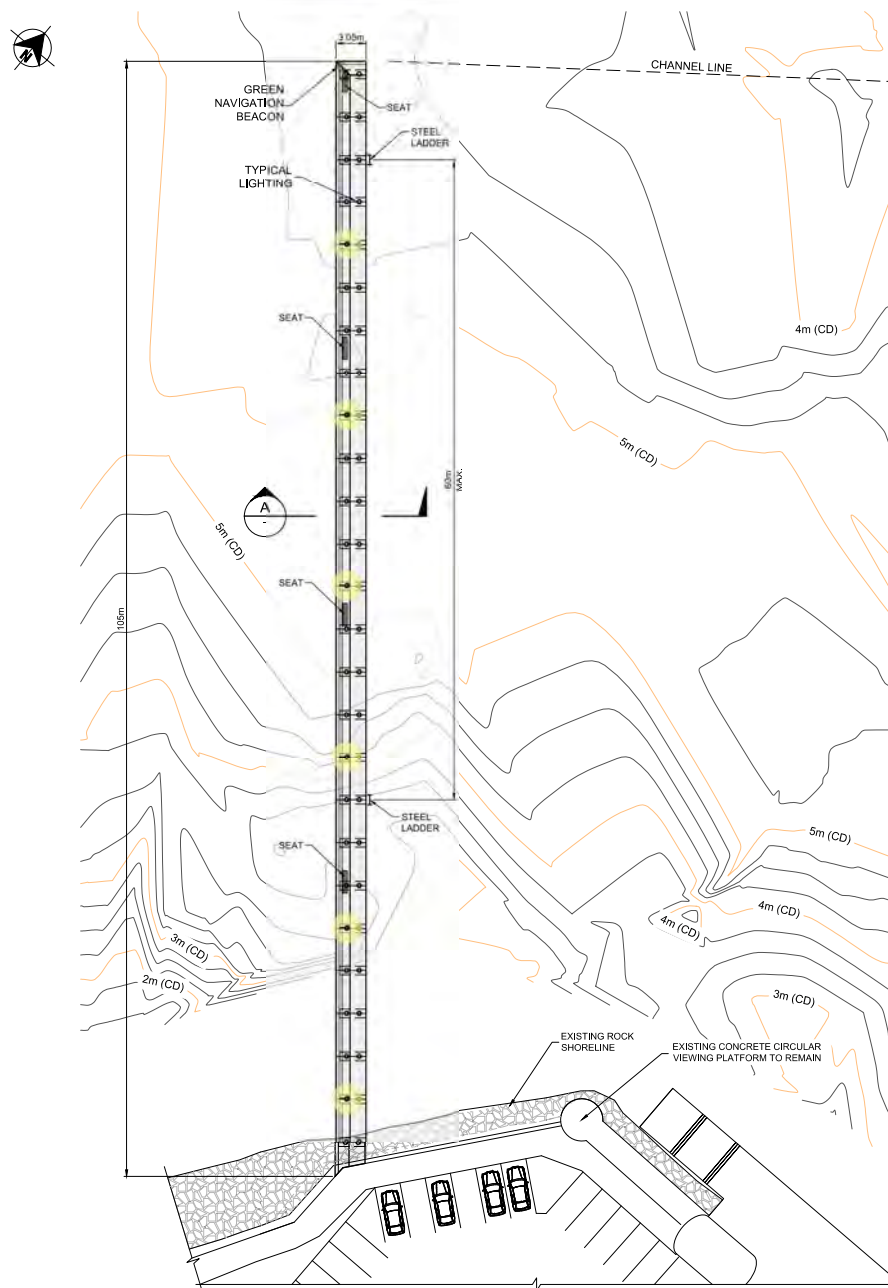 N
3.05m
CHANNEL LINE
GREEN
NAVIGATION
BEACON
SEAT
STEEL
LADDER
TYPICAL
LIGHTING
SEAT
4m (CD)
5m (CD)
60m
MAX.
A
-
5m (CD)
SEAT
105m
STEEL
LADDER
SEAT
5m (CD)
4m (CD)
4m (CD)
3m (CD)
2m (CD)
3m (CD)
EXISTING ROCK
SHORELINE
EXISTING CONCRETE CIRCULAR
VIEWING PLATFORM TO REMAIN